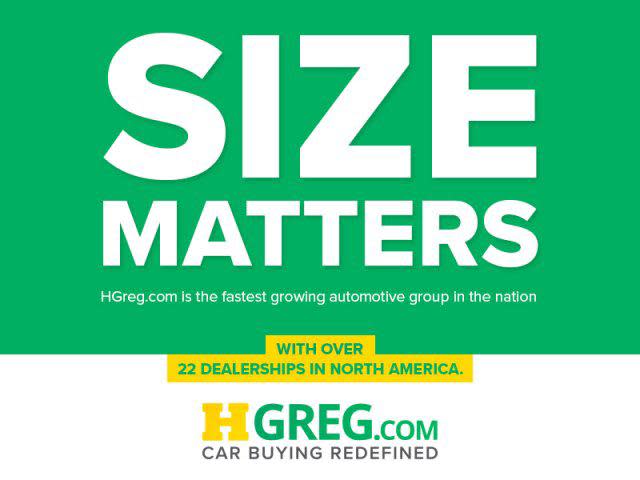 SIZE
MATTERS
HGreg.com is the fastest growing automotive group in the nation
WITH OVER
22 DEALERSHIPS IN NORTH AMERICA.
HGREG.COM
CAR BUYING REDEFINED